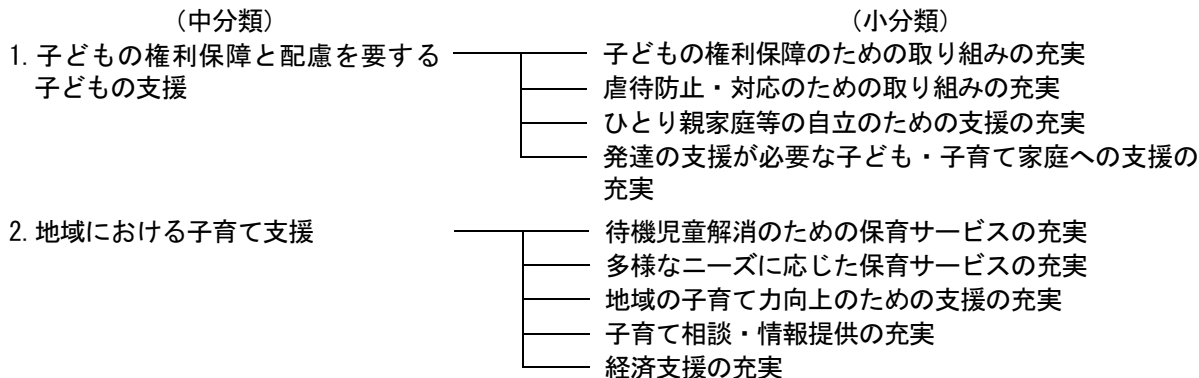 （中分類） （小分類）
1. 子どもの権利保障と配慮を要する 子どもの権利保障のための取り組みの充実
子どもの支援 虐待防止・対応のための取り組みの充実
ひとり親家庭等の自立のための支援の充実
発達の支援が必要な子ども・子育て家庭への支援の
充実
2. 地域における子育て支援 待機児童解消のための保育サービスの充実
多様なニーズに応じた保育サービスの充実
地域の子育て力向上のための支援の充実
子育て相談・情報提供の充実
経済支援の充実